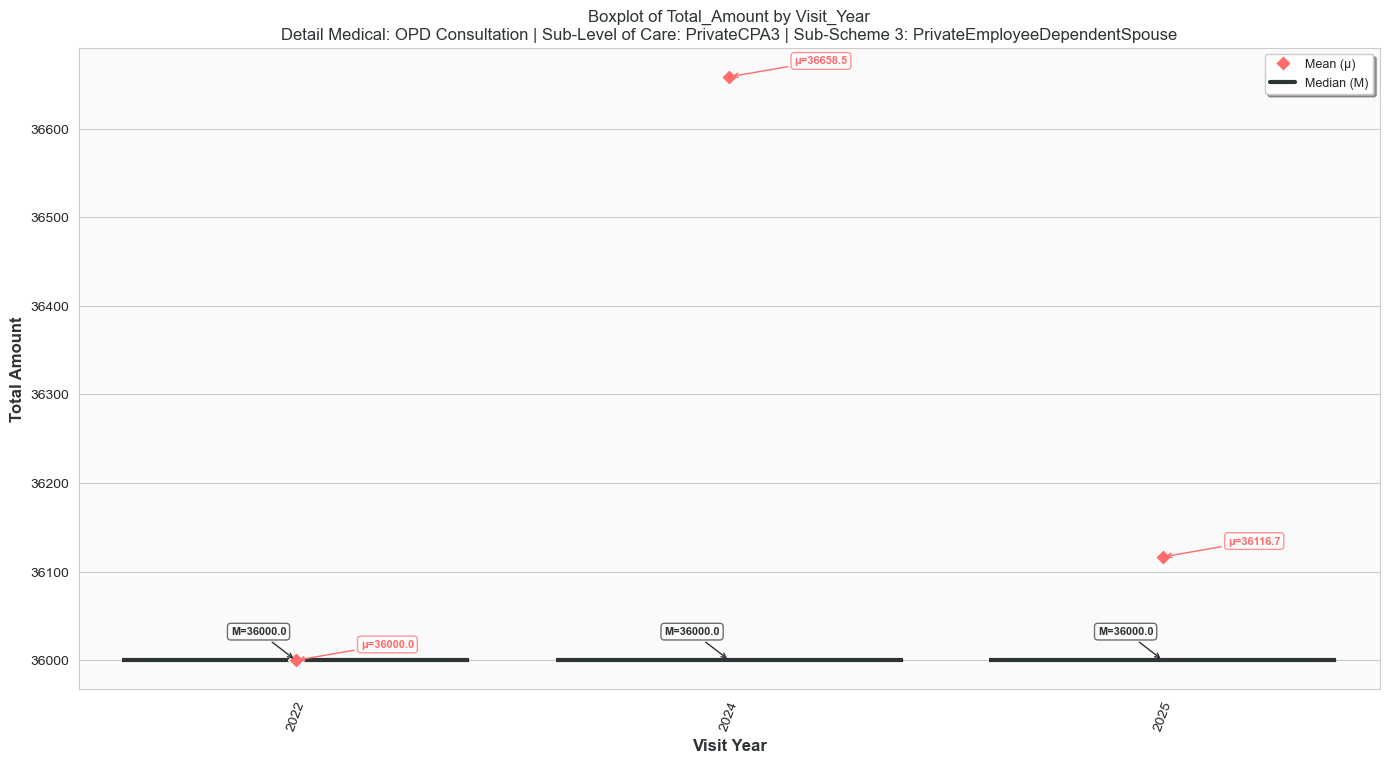 Boxplot of Total_Amount by Visit_Year
Detail Medical: OPD Consultation | Sub-Level of Care: PrivateCPA3 | Sub-Scheme 3: PrivateEmployeeDependentSpouse
Mean (μ)
Median (M)
μ=36658.5
36600
36500
36400
36300
36200
36100
36000
Total Amount
μ=36116.7
M=36000.0
μ=36000.0
M=36000.0
M=36000.0
2022
2024
2025
Visit Year